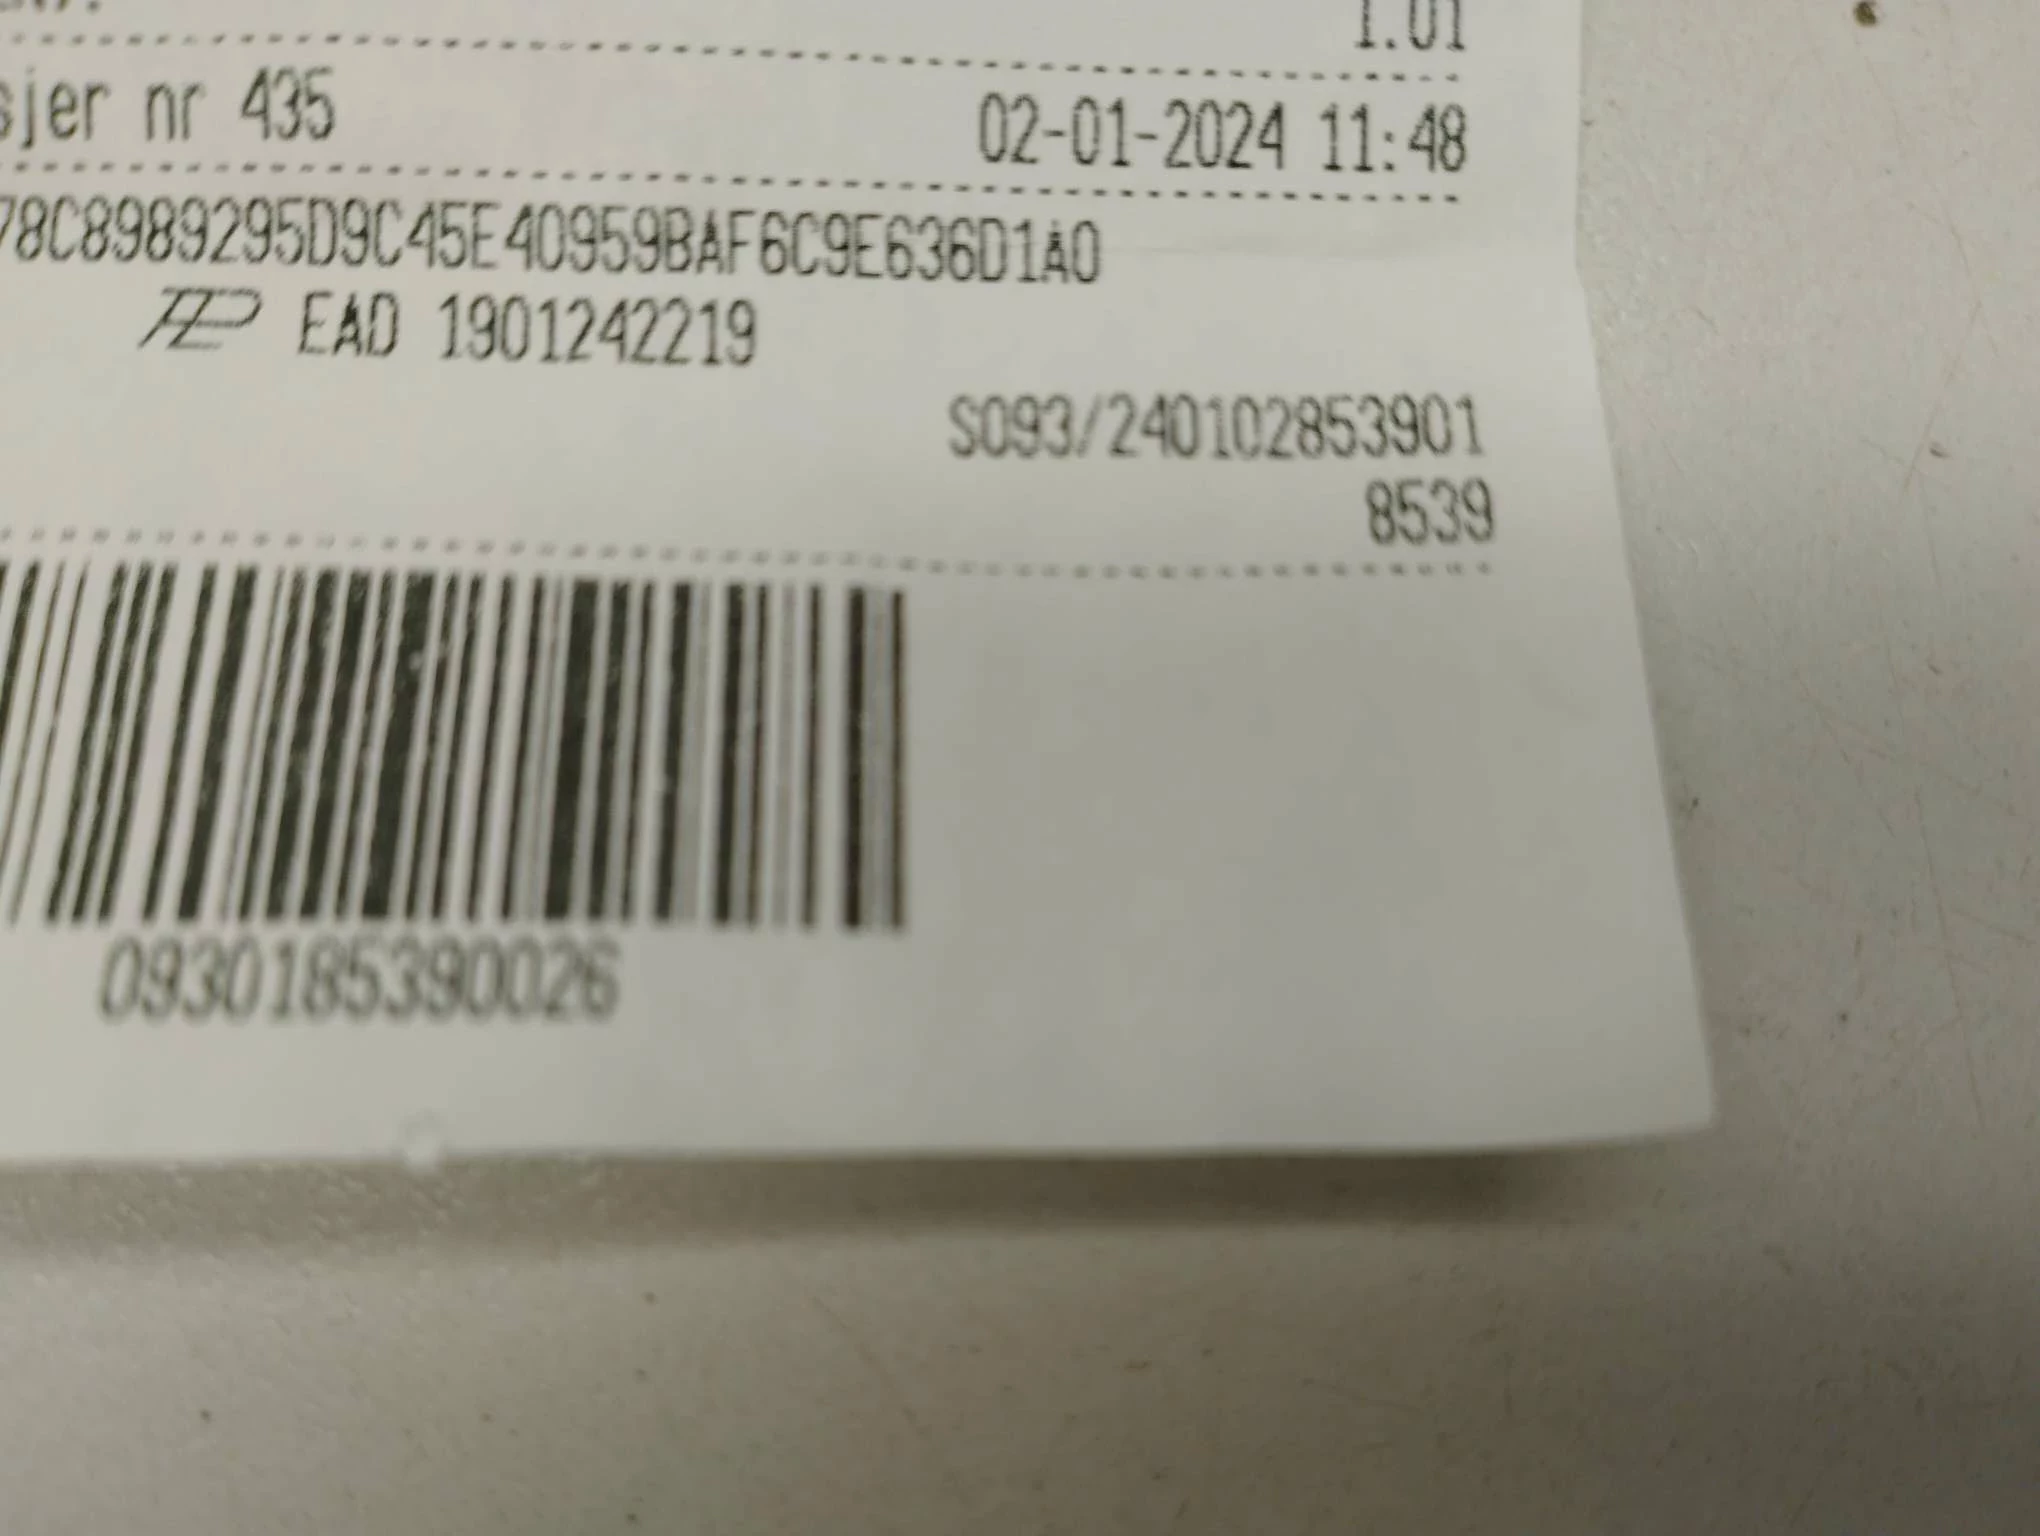 1.01
sjer nr 435 02-01-2024 11:48
78C8989295D9C45E40959BAF6C9E636D1A0
EAD 1901242219
S093/240102853901
8539
0930185390026